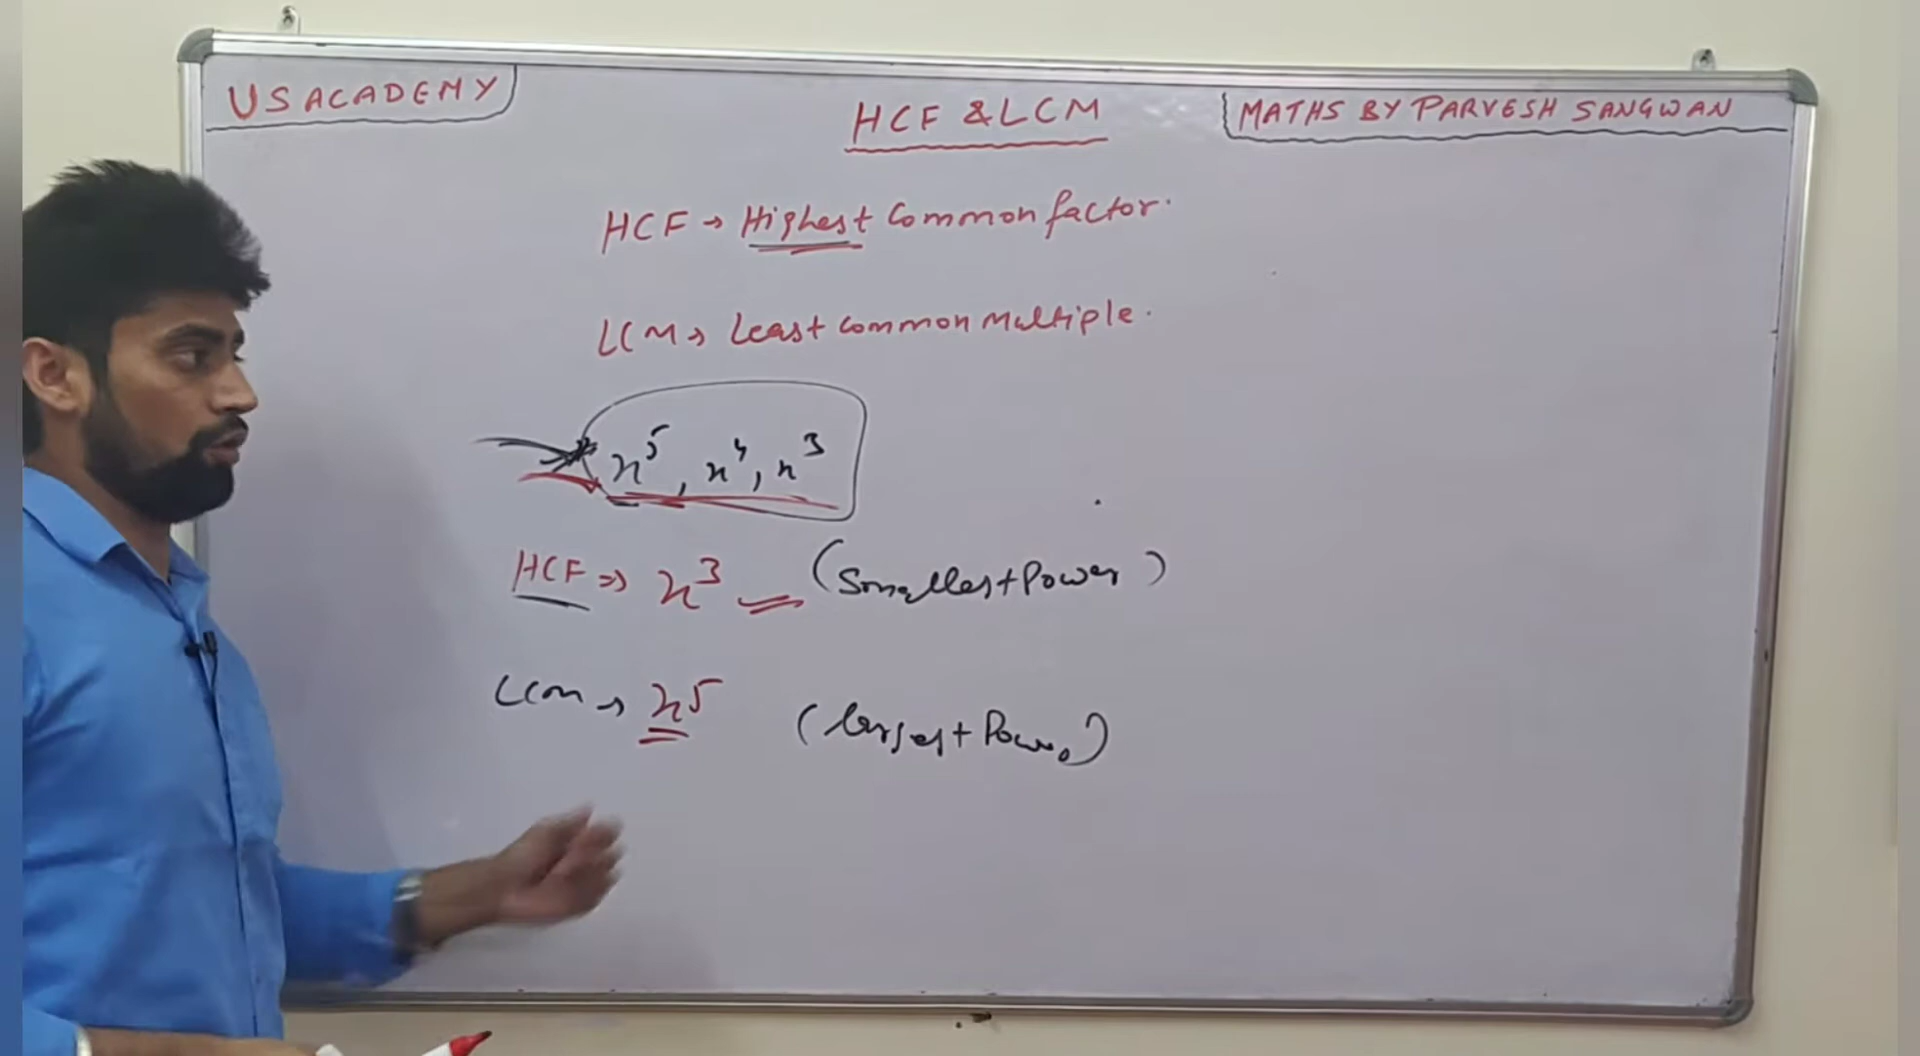 US ACADEMY
HCF & LCM
MATHS BY PARVESH SANGWAN
HCF → Highest Common factor.
LCM → Least common multiple.
x⁵, x⁴, x³
HCF ⇒ x³ (Smallest Power)
LCM → x⁵ (largest Power)